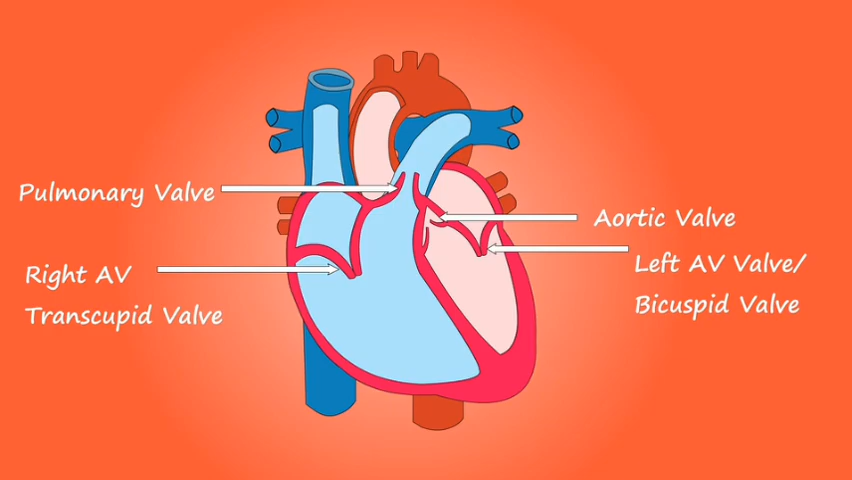 Pulmonary Valve
Aortic Valve
Right AV
Transcupid Valve
Left AV Valve/
Bicuspid Valve